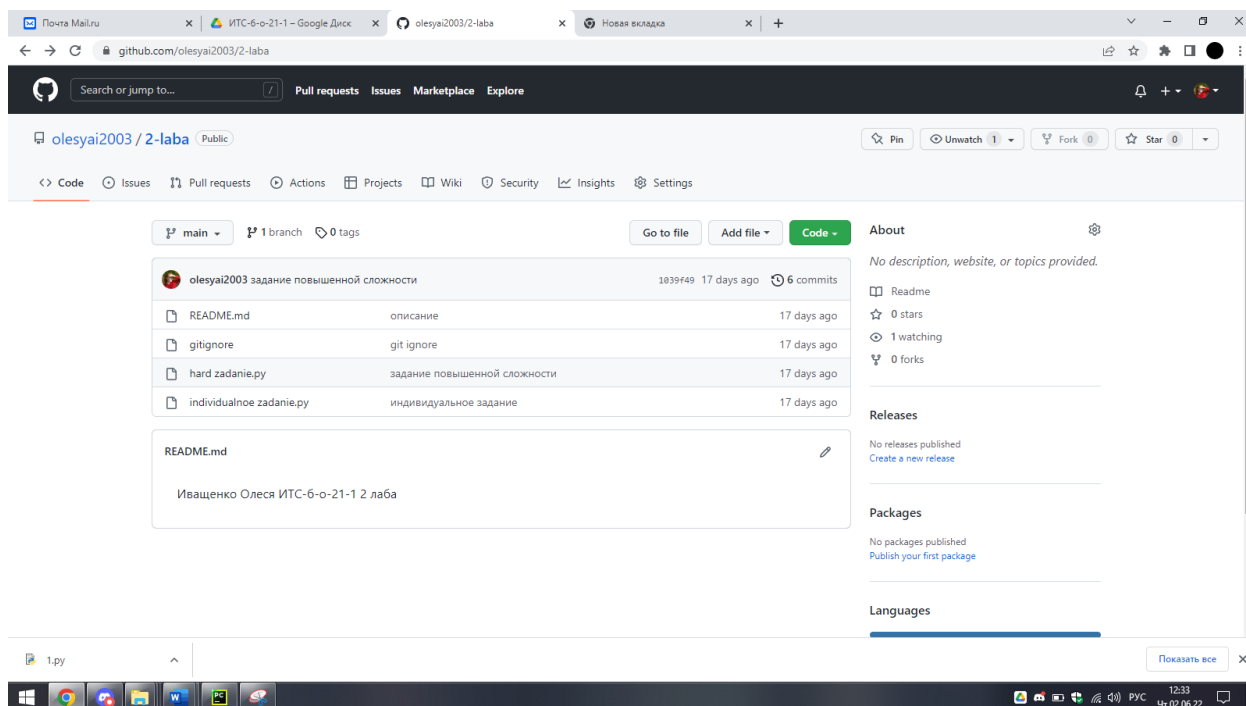 Почта Mail.ru
ИТС-б-о-21-1 – Google Диск
olesyai2003/2-laba
Новая вкладка
github.com/olesyai2003/2-laba
Search or jump to... /
Pull requests Issues Marketplace Explore
olesyai2003 / 2-laba Public
Pin
Unwatch 1
Fork 0
Star 0
Code Issues Pull requests Actions Projects Wiki Security Insights Settings
main 1 branch 0 tags
Go to file Add file Code
olesyai2003 задание повышенной сложности 1039f49 17 days ago 6 commits
README.md описание 17 days ago
gitignore git ignore 17 days ago
hard zadanie.py задание повышенной сложности 17 days ago
individualnoe zadanie.py индивидуальное задание 17 days ago
README.md
Иващенко Олеся ИТС-б-о-21-1 2 лаба
About
No description, website, or topics provided.
Readme
0 stars
1 watching
0 forks
Releases
No releases published
Create a new release
Packages
No packages published
Publish your first package
Languages
1.py
Показать все
РУС
12:33
Чт 02.06.22